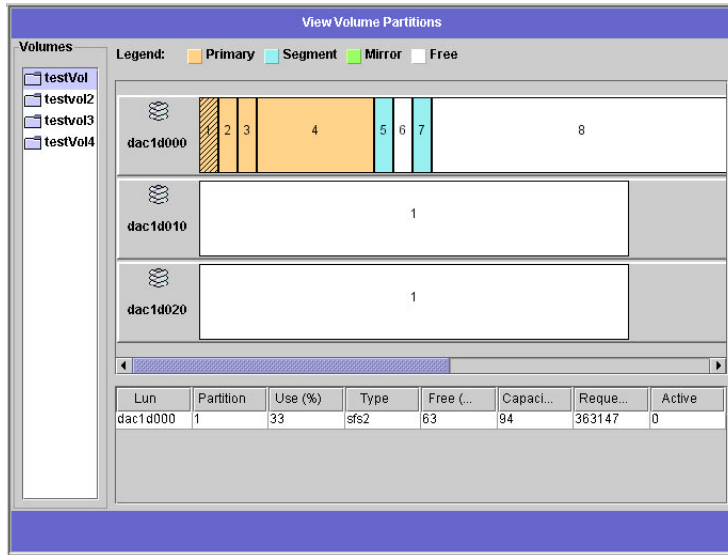 View Volume Partitions
Volumes
testVol
testvol2
testvol3
testVol4
Legend: Primary Segment Mirror Free
dac1d000
1 2 3 4 5 6 7 8
dac1d010
1
dac1d020
1
Lun Partition Use (%) Type Free (... Capaci... Reque... Active
dac1d000 1 33 sfs2 63 94 363147 0